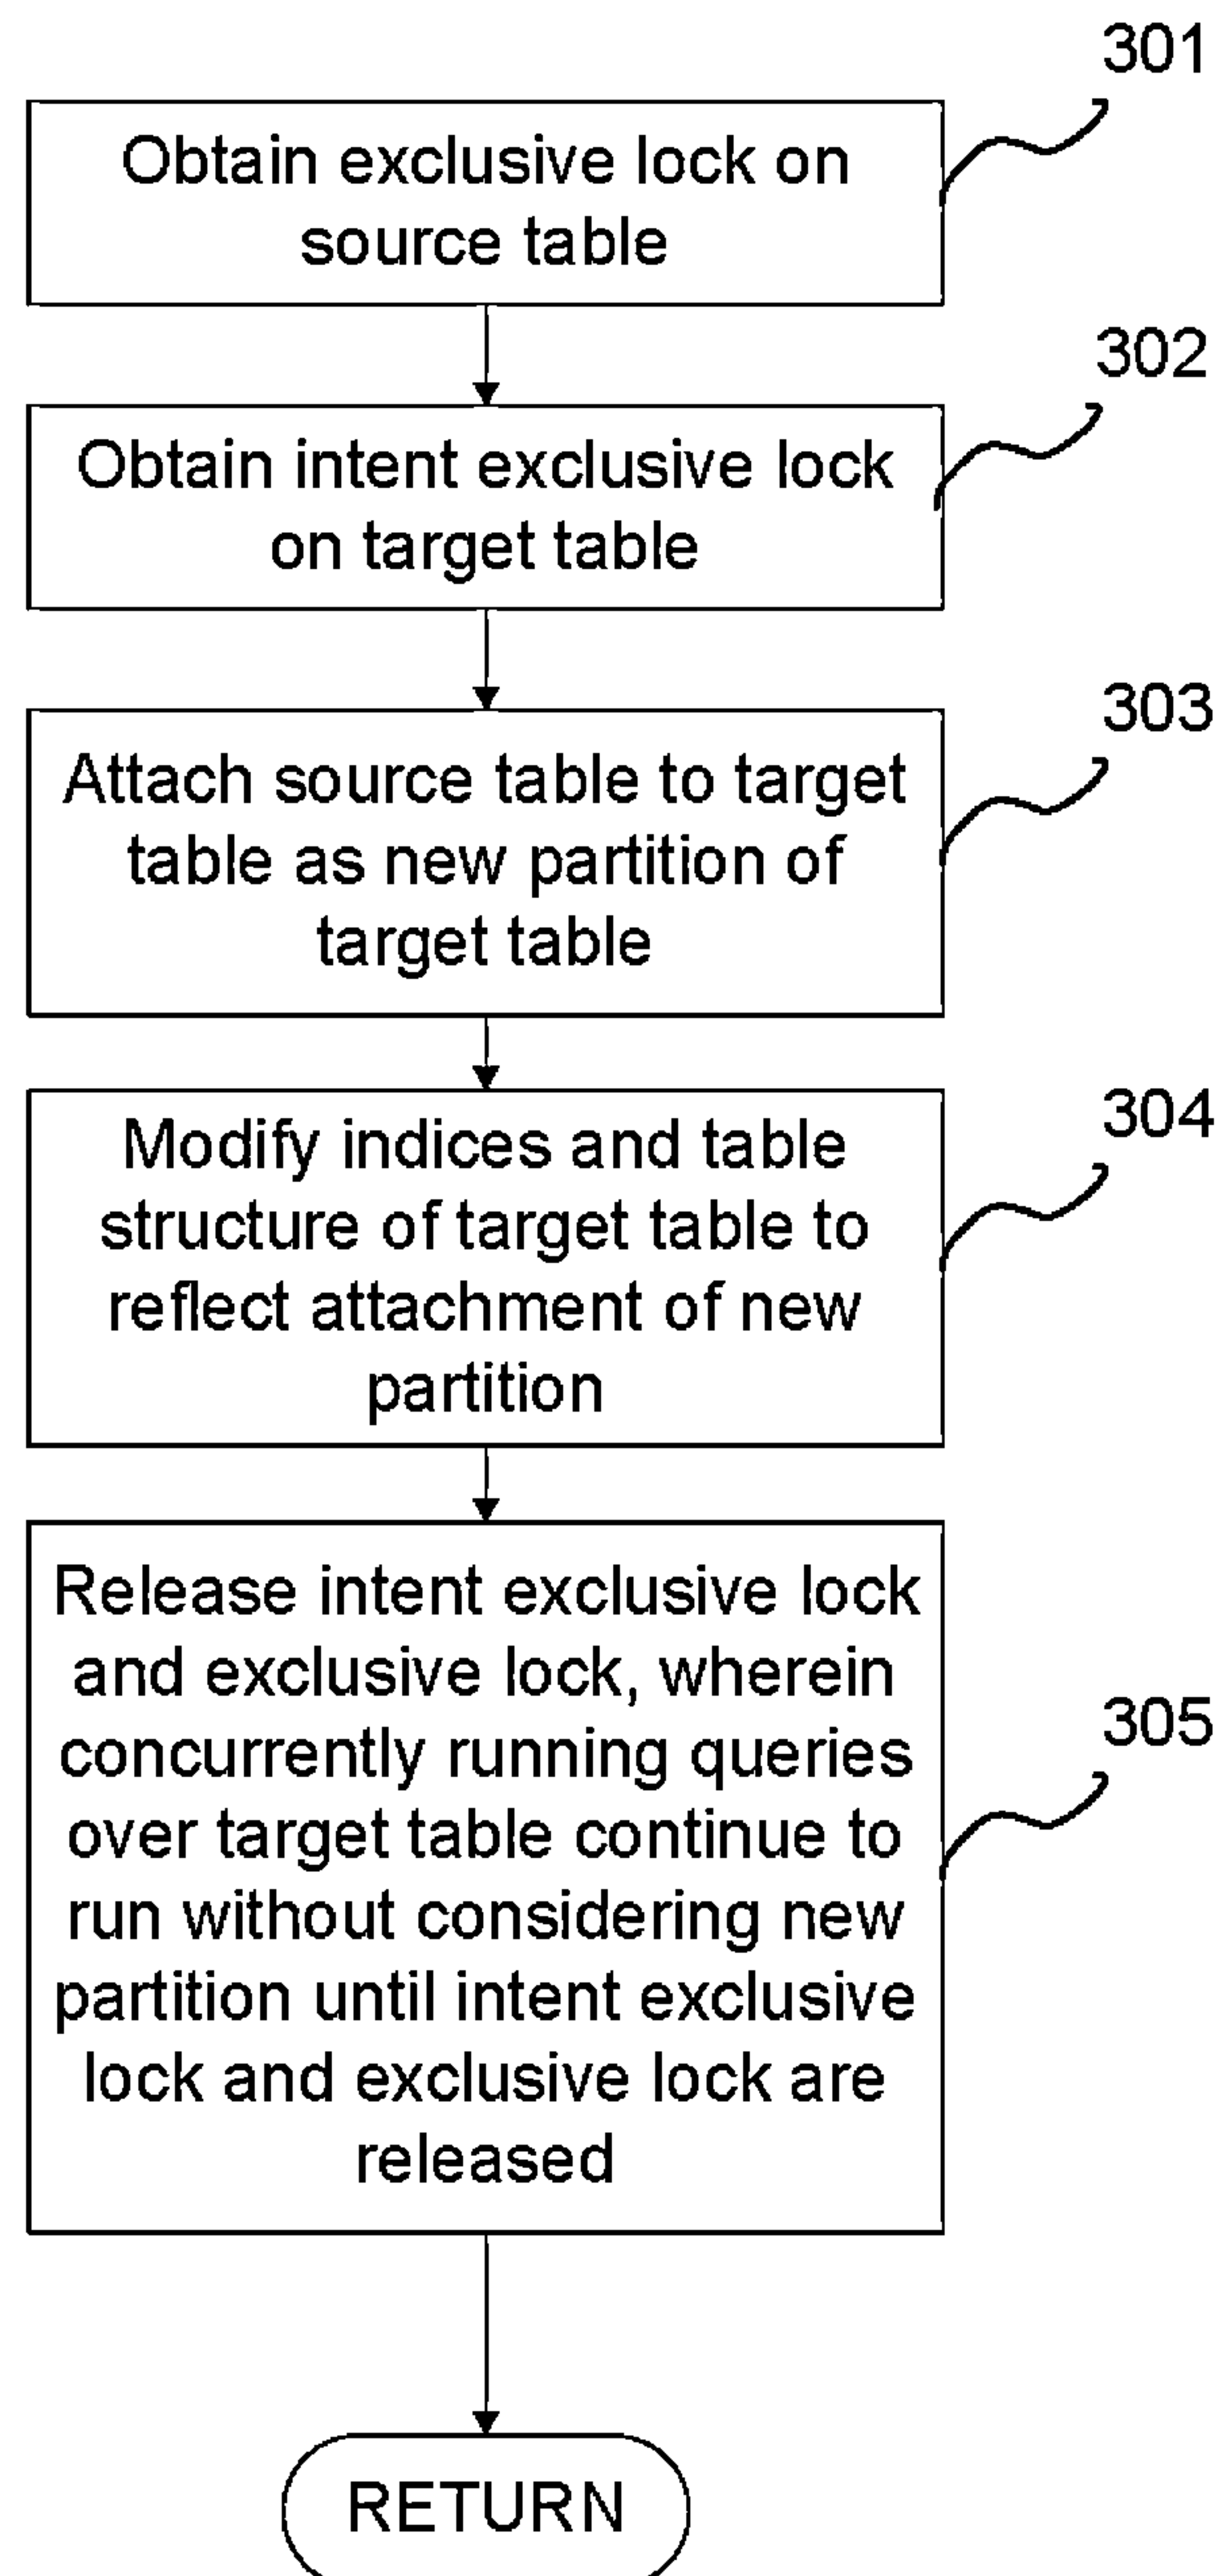 301
Obtain exclusive lock on
source table
302
Obtain intent exclusive lock
on target table
303
Attach source table to target
table as new partition of
target table
304
Modify indices and table
structure of target table to
reflect attachment of new
partition
305
Release intent exclusive lock
and exclusive lock, wherein
concurrently running queries
over target table continue to
run without considering new
partition until intent exclusive
lock and exclusive lock are
released
RETURN